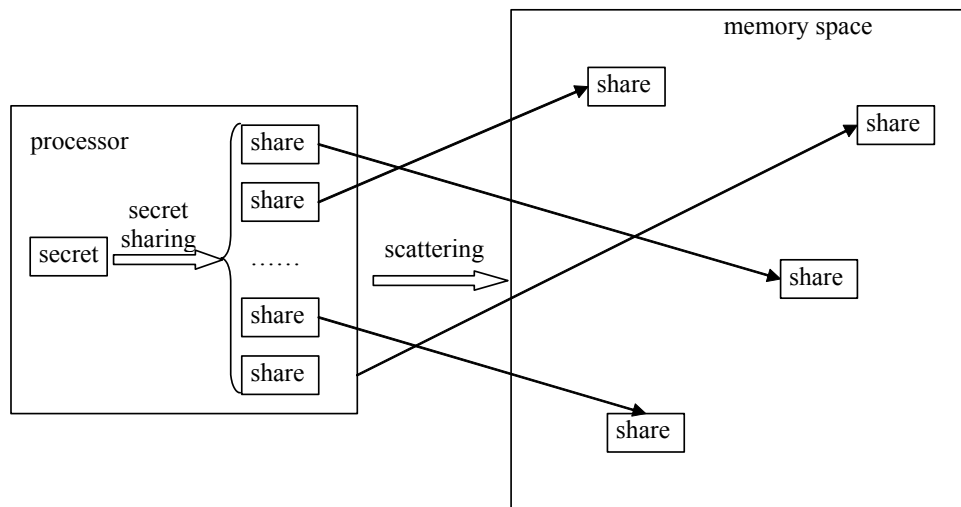 memory space
share
share
processor
share
share
secret
sharing
secret
......
scattering
share
share
share
share
share